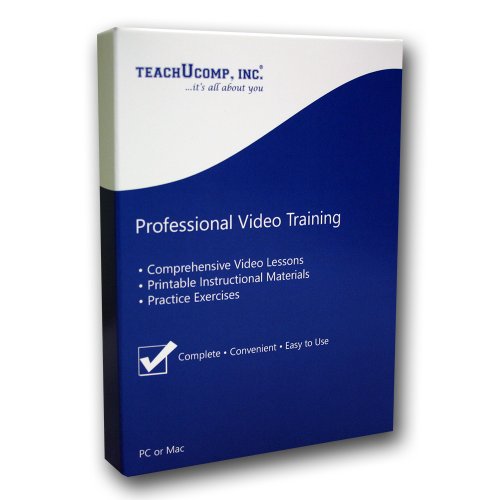 TEACHUCOMP, INC.®
...it's all about you
Professional Video Training
• Comprehensive Video Lessons
• Printable Instructional Materials
• Practice Exercises
Complete • Convenient • Easy to Use
PC or Mac